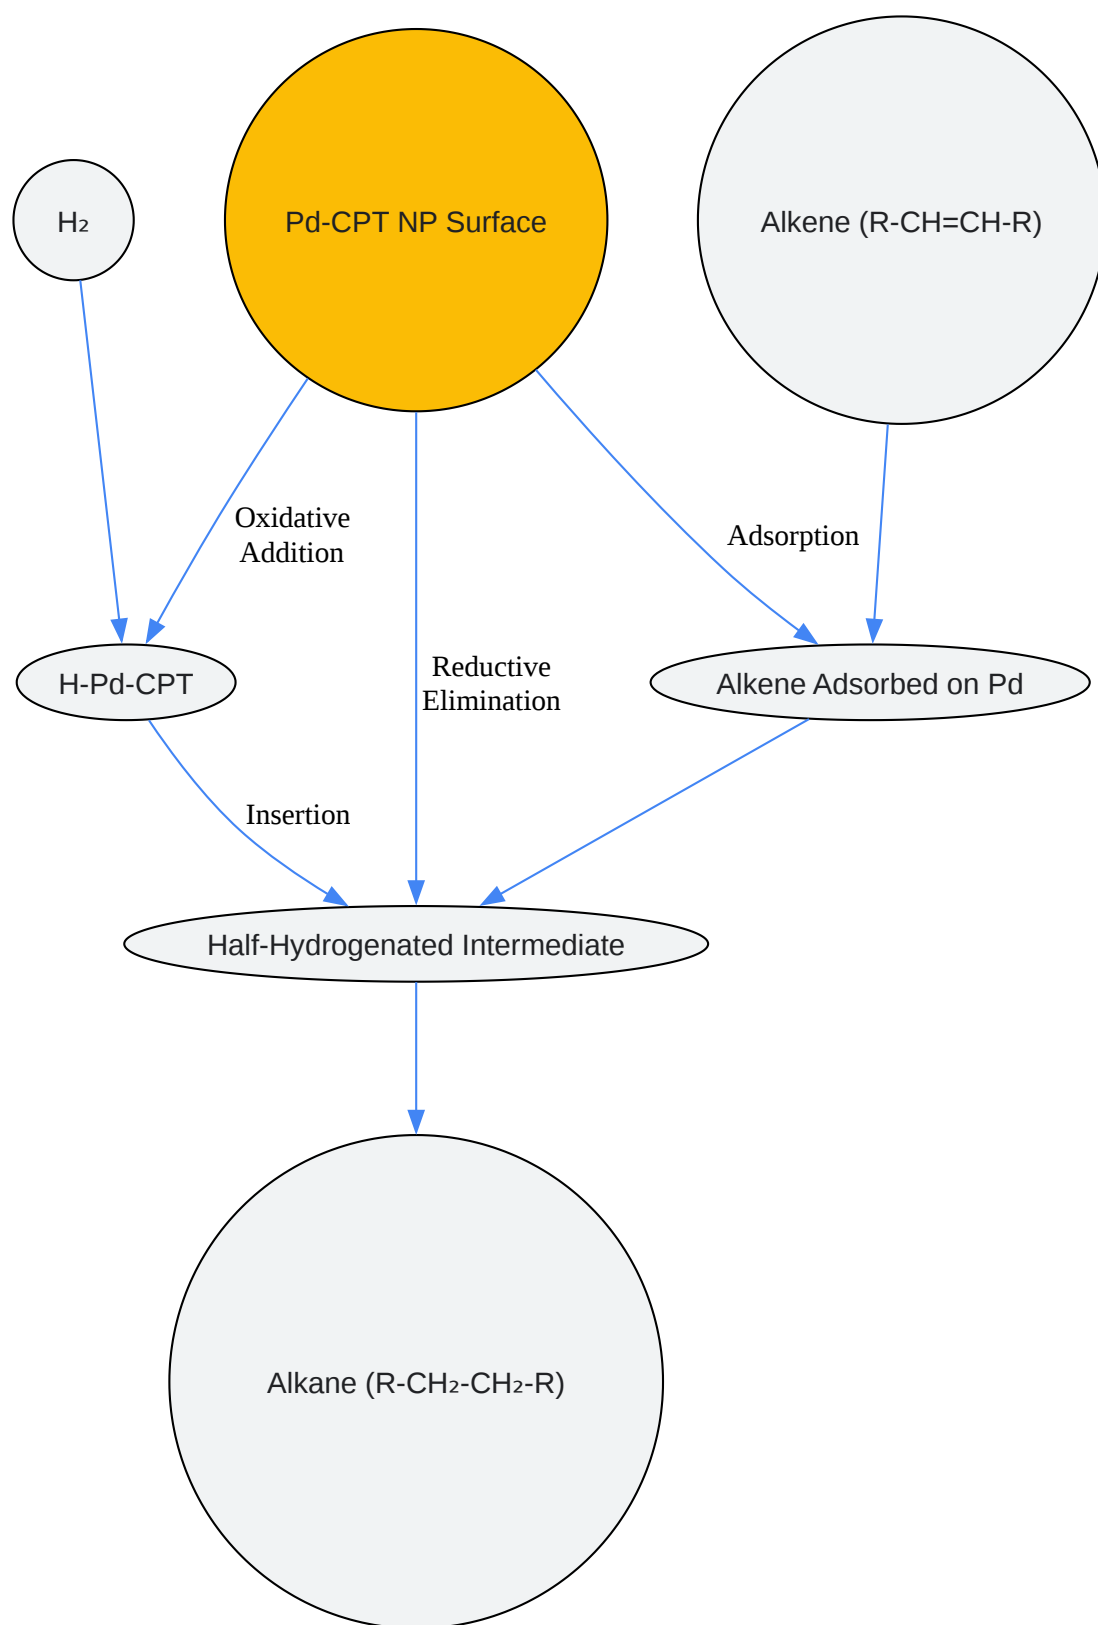 H₂
Pd-CPT NP Surface
Alkene (R-CH=CH-R)
Oxidative
Addition
Adsorption
H-Pd-CPT
Reductive
Elimination
Alkene Adsorbed on Pd
Insertion
Half-Hydrogenated Intermediate
Alkane (R-CH₂-CH₂-R)